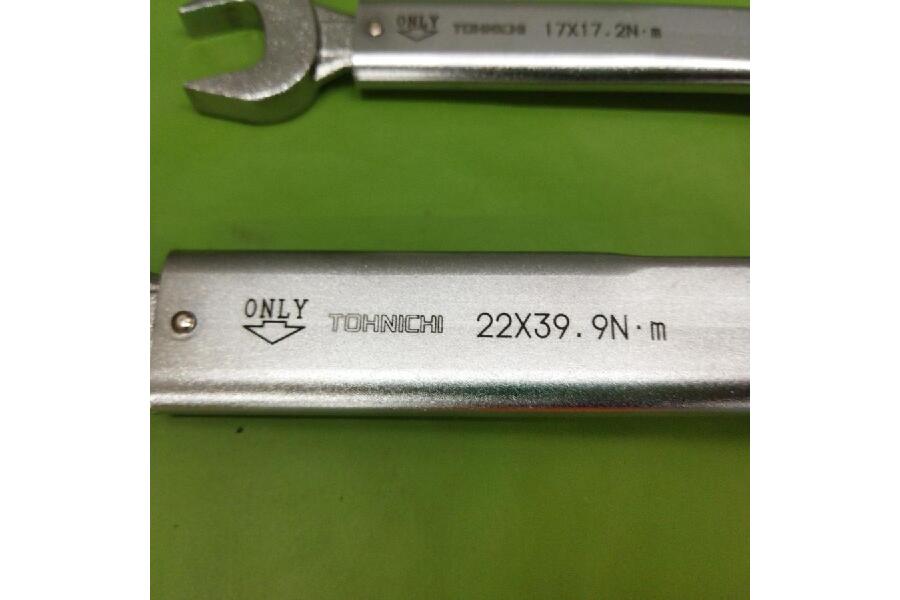 ONLY TOHNICHI 17X17.2N·m
ONLY TOHNICHI 22X39.9N·m